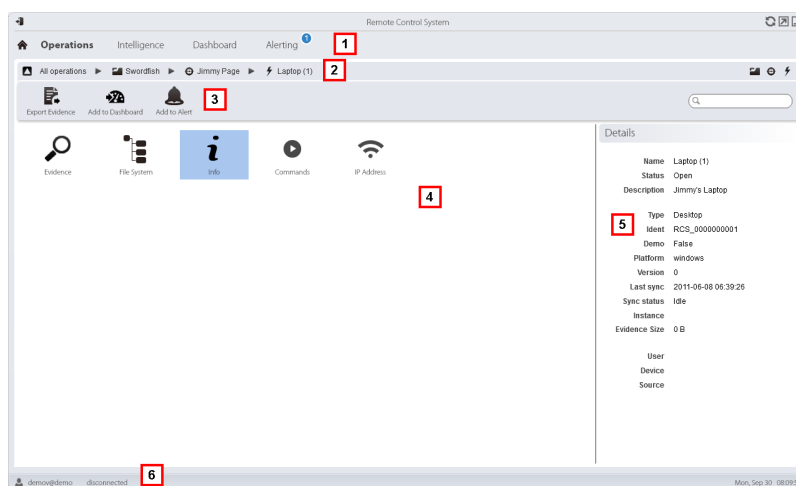 Remote Control System
Operations Intelligence Dashboard Alerting 1 1
All operations Swordfish Jimmy Page Laptop (1) 2
Export Evidence Add to Dashboard Add to Alert 3
Details
Evidence File System Info Commands IP Address
4
Name Laptop (1)
Status Open
Description Jimmy's Laptop
5
Type Desktop
Ident RCS_0000000001
Demo False
Platform windows
Version 0
Last sync 2011-06-08 06:39:26
Sync status Idle
Instance
Evidence Size 0 B
User
Device
Source
demov@demo disconnected 6 Mon, Sep 30